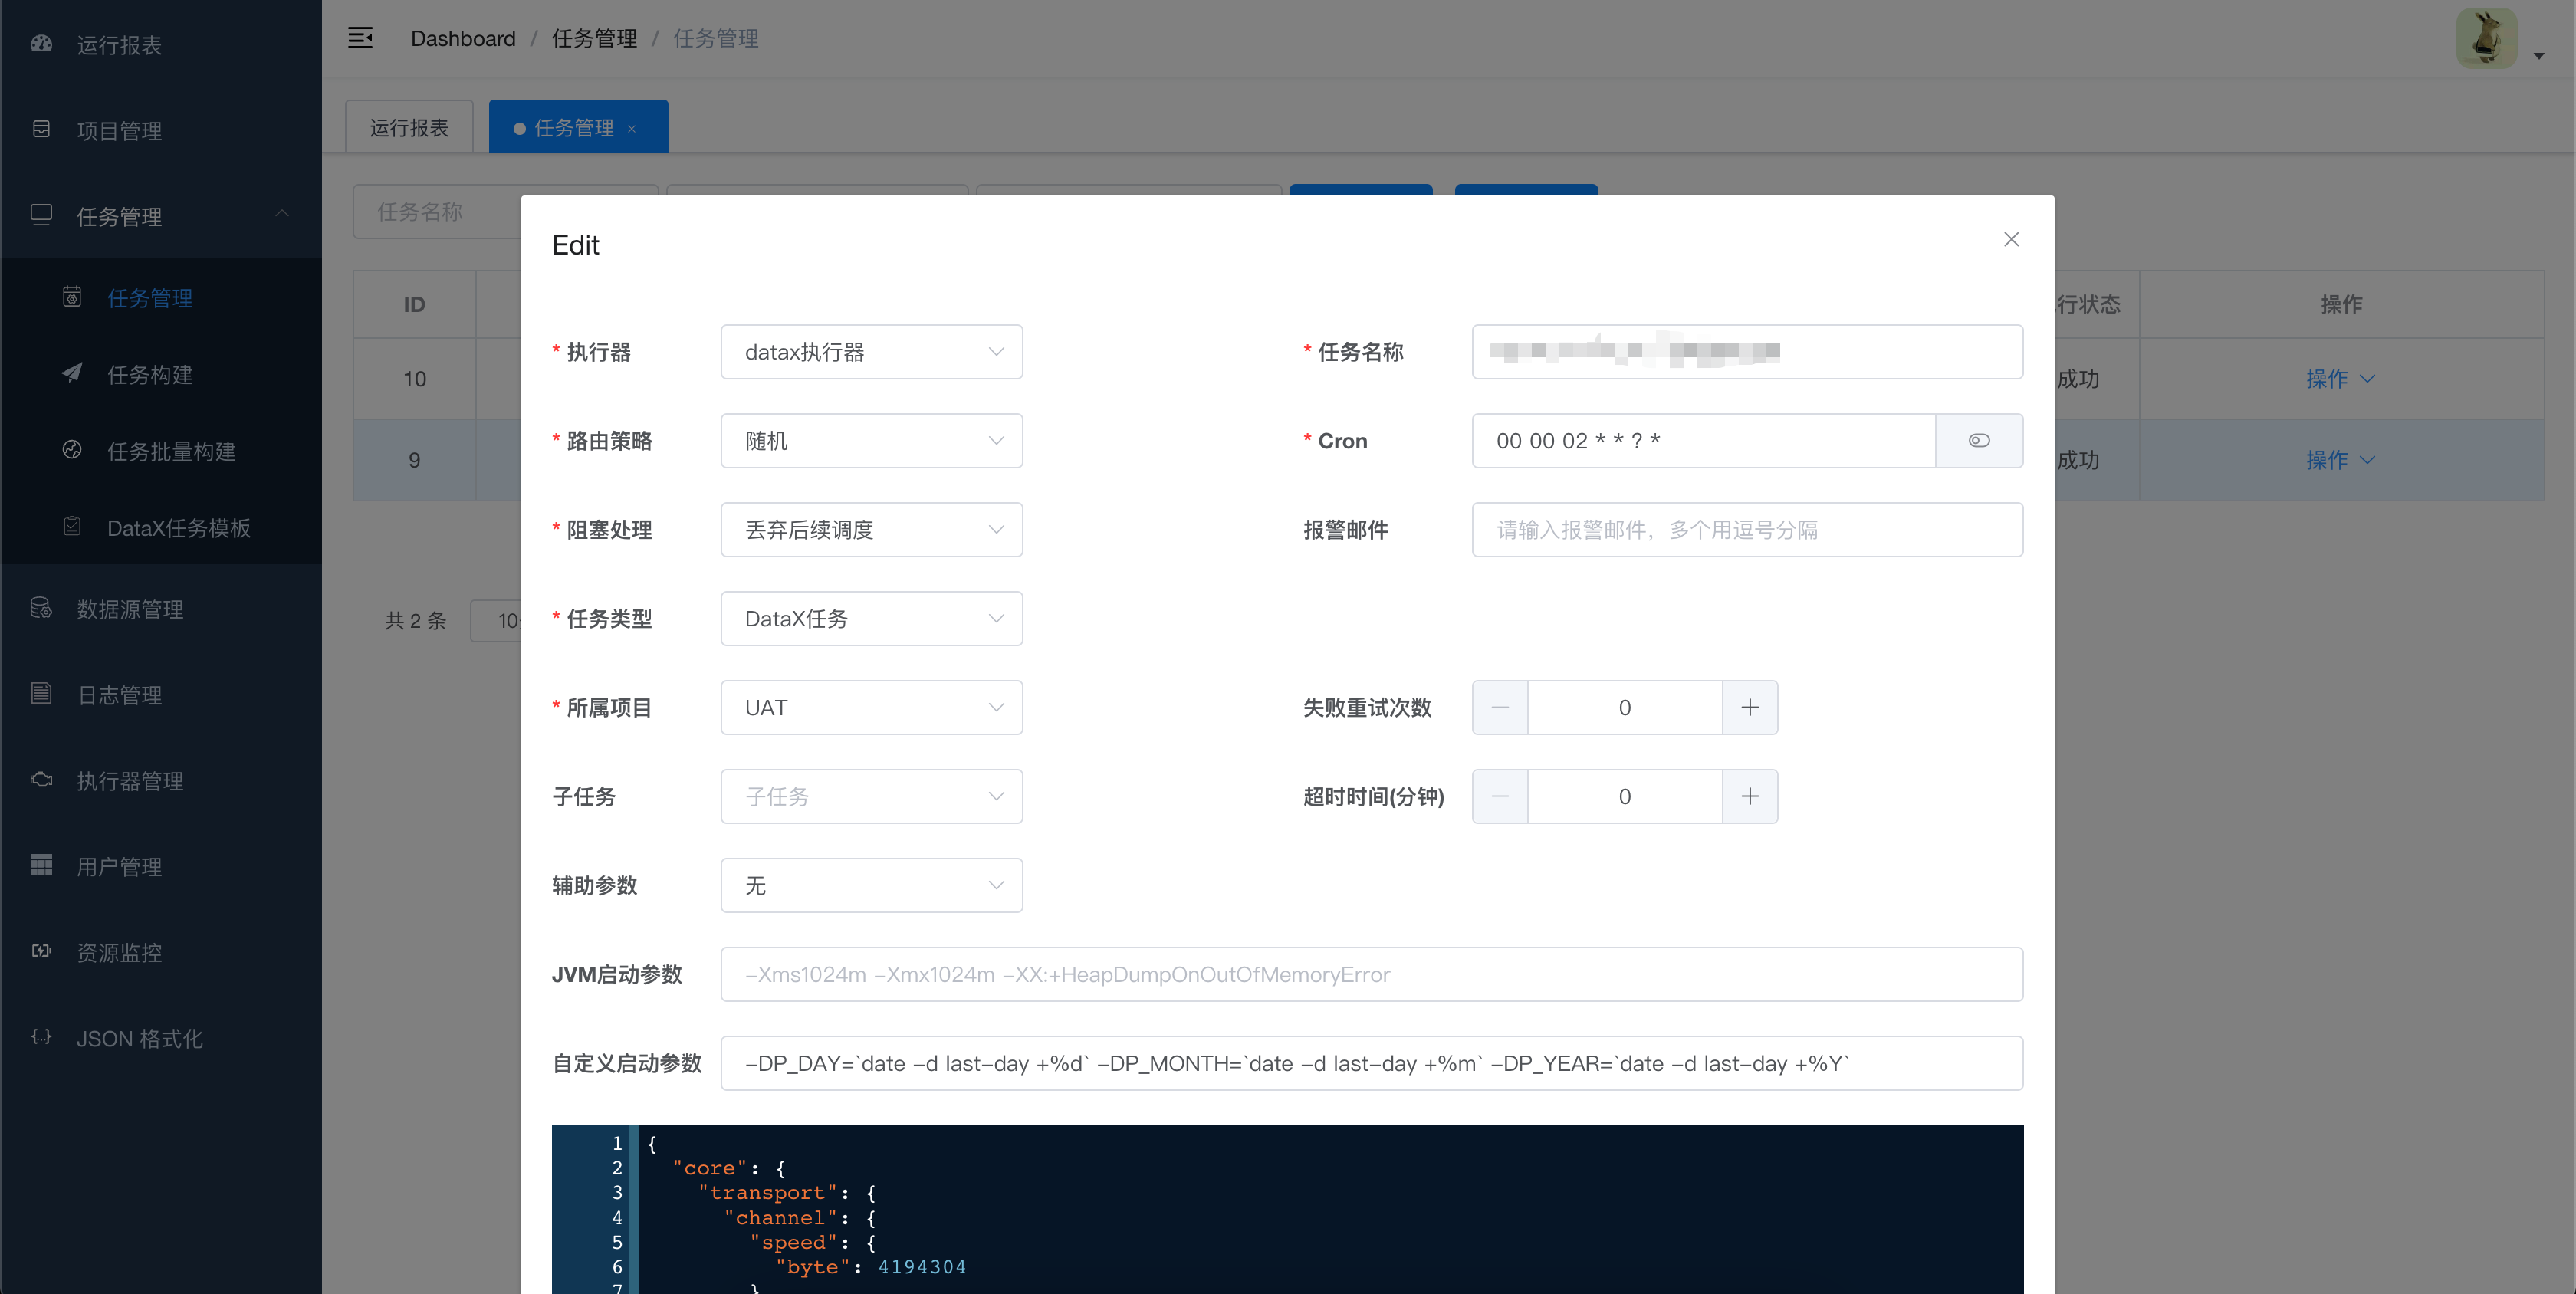 运行报表
项目管理
任务管理
任务管理
任务构建
任务批量构建
DataX任务模板
数据源管理
日志管理
执行器管理
用户管理
资源监控
JSON 格式化
Dashboard / 任务管理 / 任务管理
运行报表 任务管理 ×
任务名称
ID 行状态 操作
10 成功 操作
9 成功 操作
共 2 条 10
Edit
* 执行器 datax执行器 * 任务名称
* 路由策略 随机 * Cron 00 00 02 * * ? *
* 阻塞处理 丢弃后续调度 报警邮件 请输入报警邮件，多个用逗号分隔
* 任务类型 DataX任务
* 所属项目 UAT 失败重试次数 — 0 +
子任务 子任务 超时时间(分钟) — 0 +
辅助参数 无
JVM启动参数 -Xms1024m -Xmx1024m -XX:+HeapDumpOnOutOfMemoryError
自定义启动参数 -DP_DAY=`date -d last-day +%d` -DP_MONTH=`date -d last-day +%m` -DP_YEAR=`date -d last-day +%Y`
1 {
2 "core": {
3 "transport": {
4 "channel": {
5 "speed": {
6 "byte": 4194304
7 }